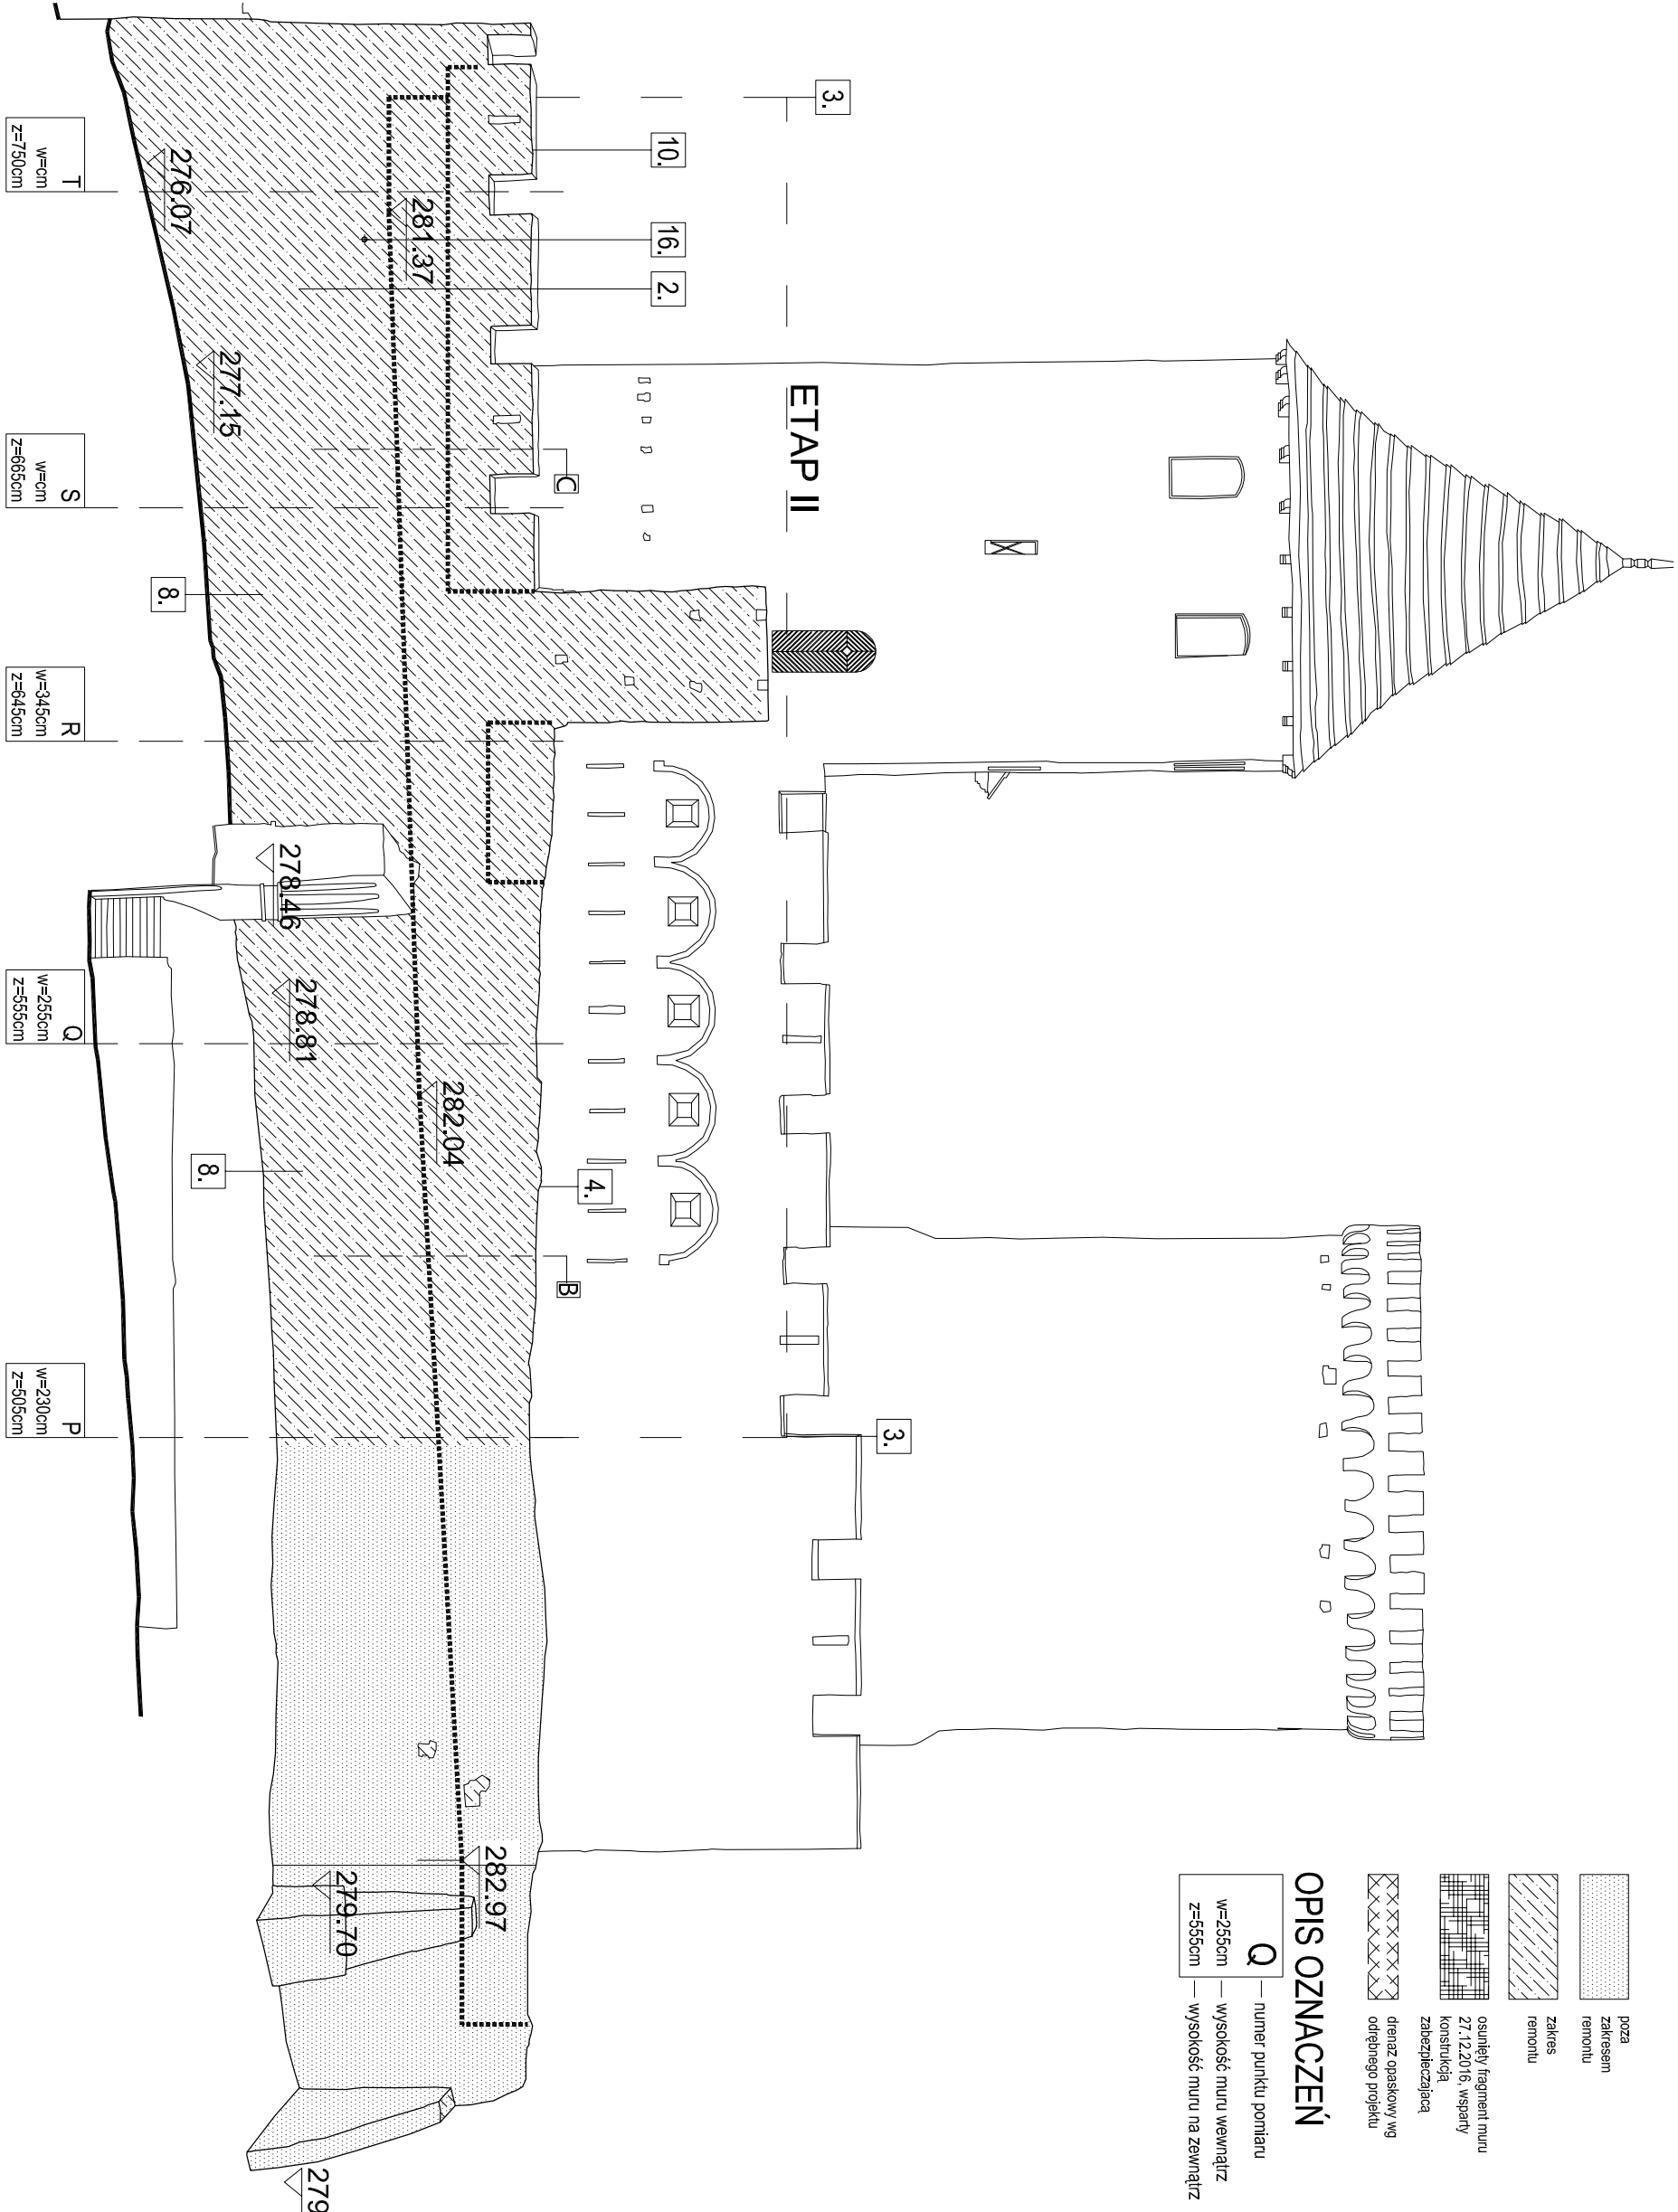 3.
10.
16.
2.
ETAP II
C
8.
8.
4.
B
3.
276.07
281.37
277.15
278.46
278.81
282.04
282.97
279.70
279
T
w=cm
z=750cm
S
w=cm
z=665cm
R
w=345cm
z=645cm
Q
w=255cm
z=555cm
P
w=230cm
z=505cm
poza
zakresem
remontu
zakres
remontu
osunięty fragment muru
27.12.2016, wsparty
konstrukcją
zabezpieczajacą
drenaż opaskowy wg
odrębnego projektu
OPIS OZNACZEŃ
Q — numer punktu pomiaru
w=255cm — wysokość muru wewnątrz
z=555cm — wysokość muru na zewnątrz